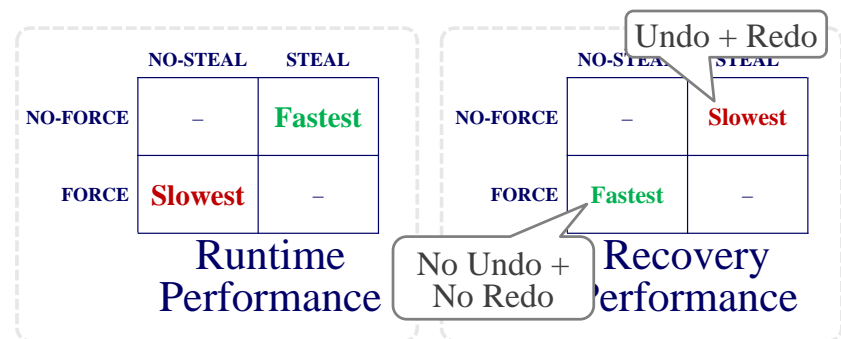 NO-STEAL STEAL
NO-FORCE – Fastest
FORCE Slowest –
Runtime
Performance
Undo + Redo
NO-STEAL STEAL
NO-FORCE – Slowest
FORCE Fastest –
No Undo +
No Redo
Recovery
Performance